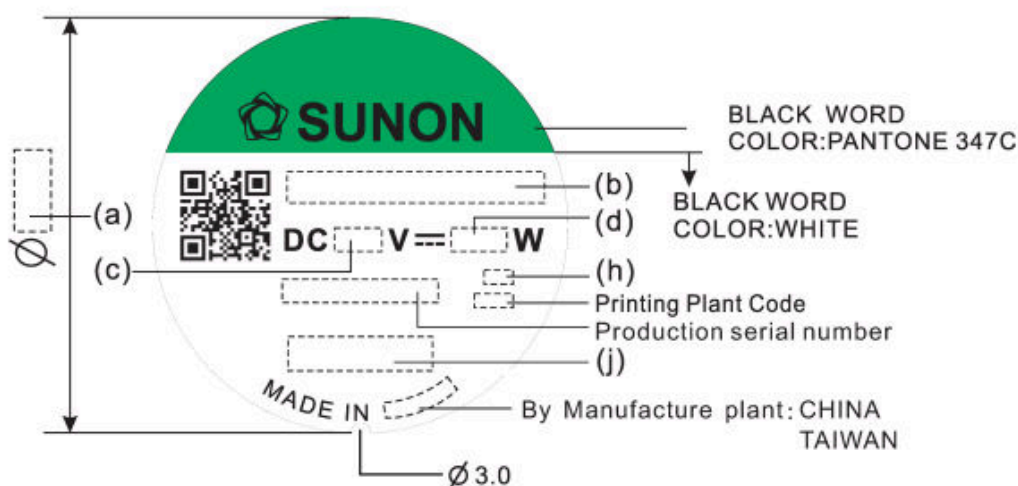 SUNON
BLACK WORD
COLOR:PANTONE 347C
(b)
BLACK WORD
COLOR:WHITE
(a)
(d)
DC V⎓ W
(c)
(h)
Printing Plant Code
Production serial number
(j)
MADE IN
By Manufacture plant: CHINA
TAIWAN
Ø
Ø 3.0